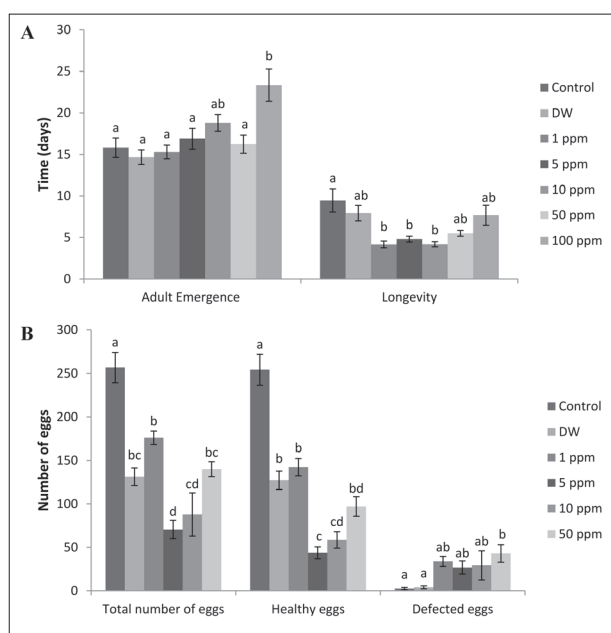 A
30
25
20
15
10
5
0
Time (days)
a
a
a
a
ab
a
b
a
ab
b
b
b
ab
ab
Adult Emergence
Longevity
Control
DW
1 ppm
5 ppm
10 ppm
50 ppm
100 ppm
B
300
250
200
150
100
50
0
Number of eggs
a
bc
b
d
cd
bc
a
b
b
c
cd
bd
a
a
ab
ab
ab
b
Total number of eggs
Healthy eggs
Defected eggs
Control
DW
1 ppm
5 ppm
10 ppm
50 ppm